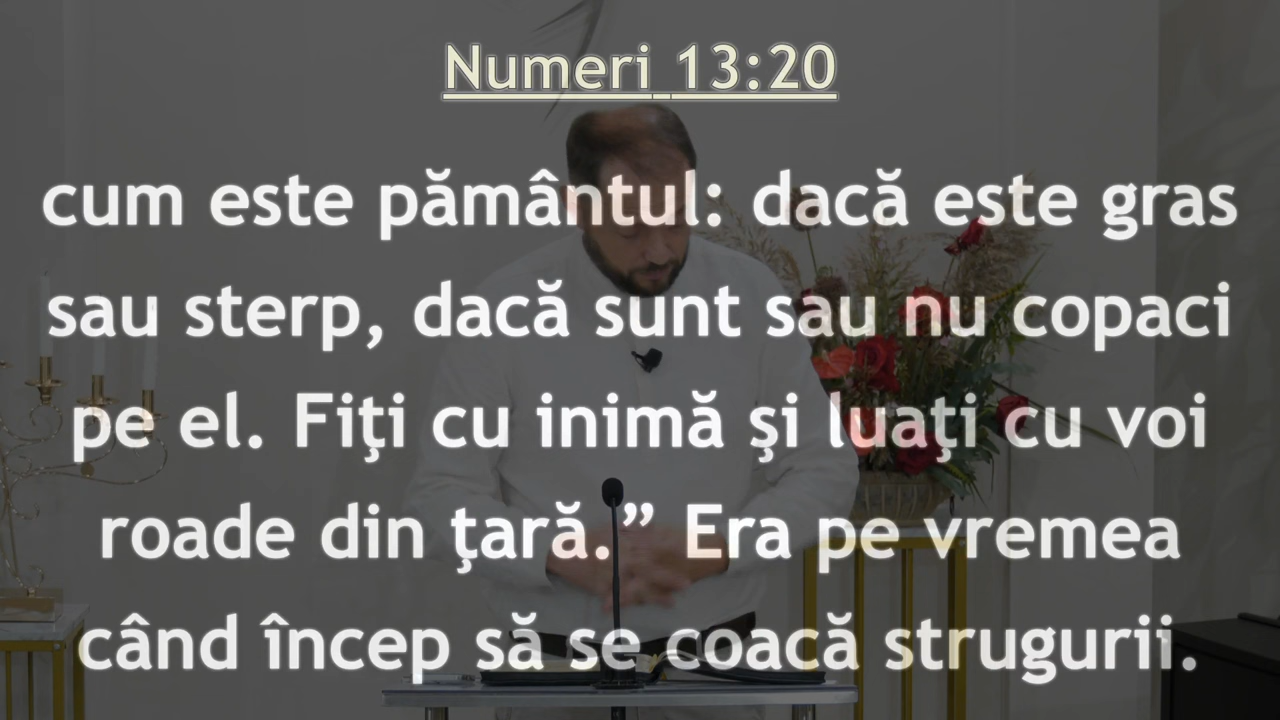 Numeri 13:20
cum este pământul: dacă este gras
sau sterp, dacă sunt sau nu copaci
pe el. Fiţi cu inimă şi luaţi cu voi
roade din ţară.” Era pe vremea
când încep să se coacă strugurii.